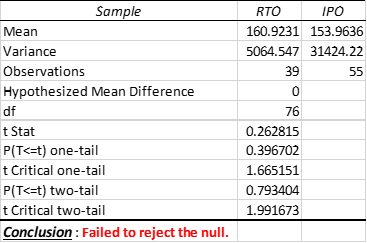 Sample RTO IPO
Mean 160.9231 153.9636
Variance 5064.547 31424.22
Observations 39 55
Hypothesized Mean Difference 0
df 76
t Stat 0.262815
P(T<=t) one-tail 0.396702
t Critical one-tail 1.665151
P(T<=t) two-tail 0.793404
t Critical two-tail 1.991673
Conclusion : Failed to reject the null.